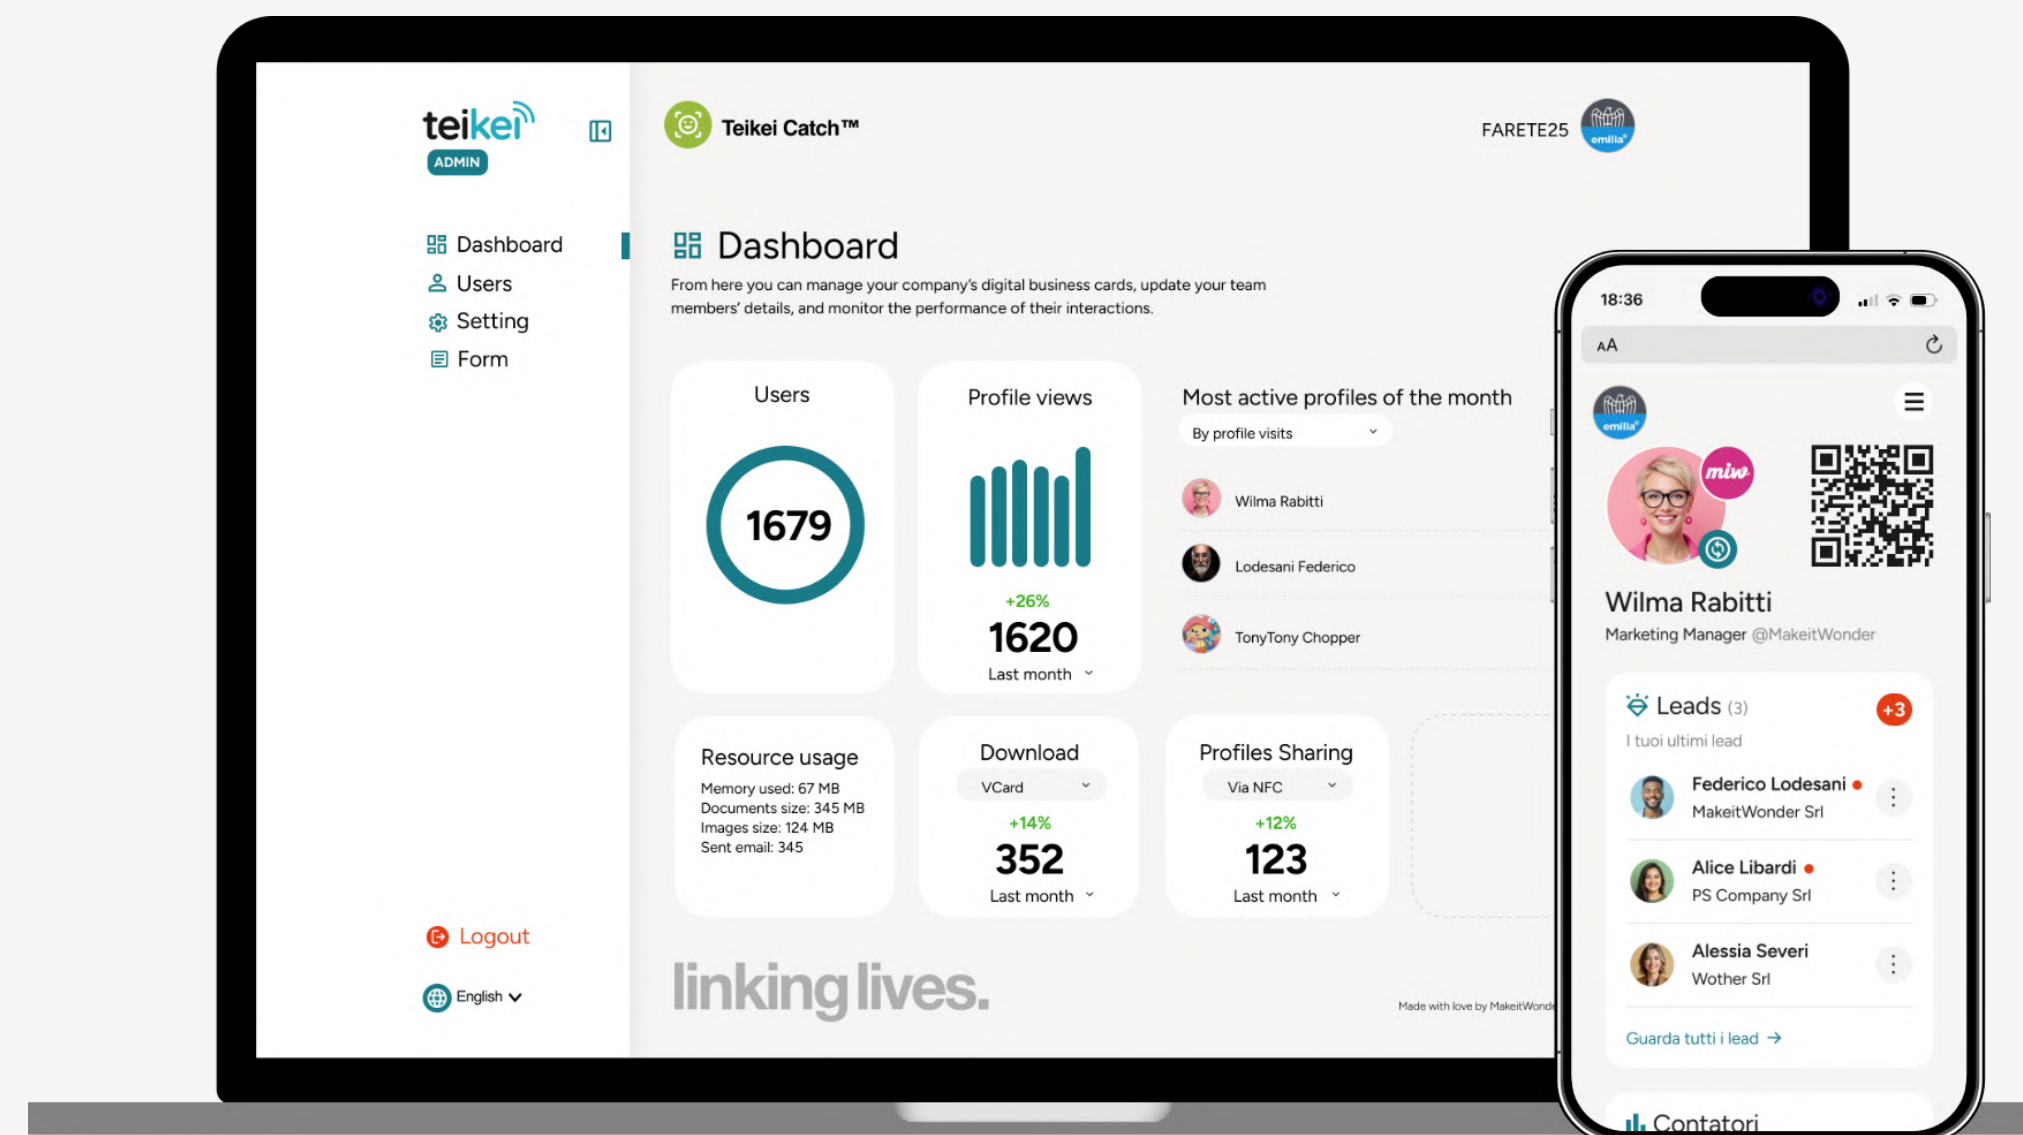 teikei
ADMIN
Dashboard
Users
Setting
Form
Logout
English
Teikei Catch™
FARETE25
emilia
Dashboard
From here you can manage your company's digital business cards, update your team
members' details, and monitor the performance of their interactions.
Users
1679
Profile views
+26%
1620
Last month
Most active profiles of the month
By profile visits
Wilma Rabitti
Lodesani Federico
TonyTony Chopper
Resource usage
Memory used: 67 MB
Documents size: 345 MB
Images size: 124 MB
Sent email: 345
Download
VCard
+14%
352
Last month
Profiles Sharing
Via NFC
+12%
123
Last month
linking lives.
Made with love by MakeitWonde
18:36
AA
emilia
miw
Wilma Rabitti
Marketing Manager @MakeitWonder
Leads (3)
+3
I tuoi ultimi lead
Federico Lodesani
MakeitWonder Srl
Alice Libardi
PS Company Srl
Alessia Severi
Wother Srl
Guarda tutti i lead →
Contatori